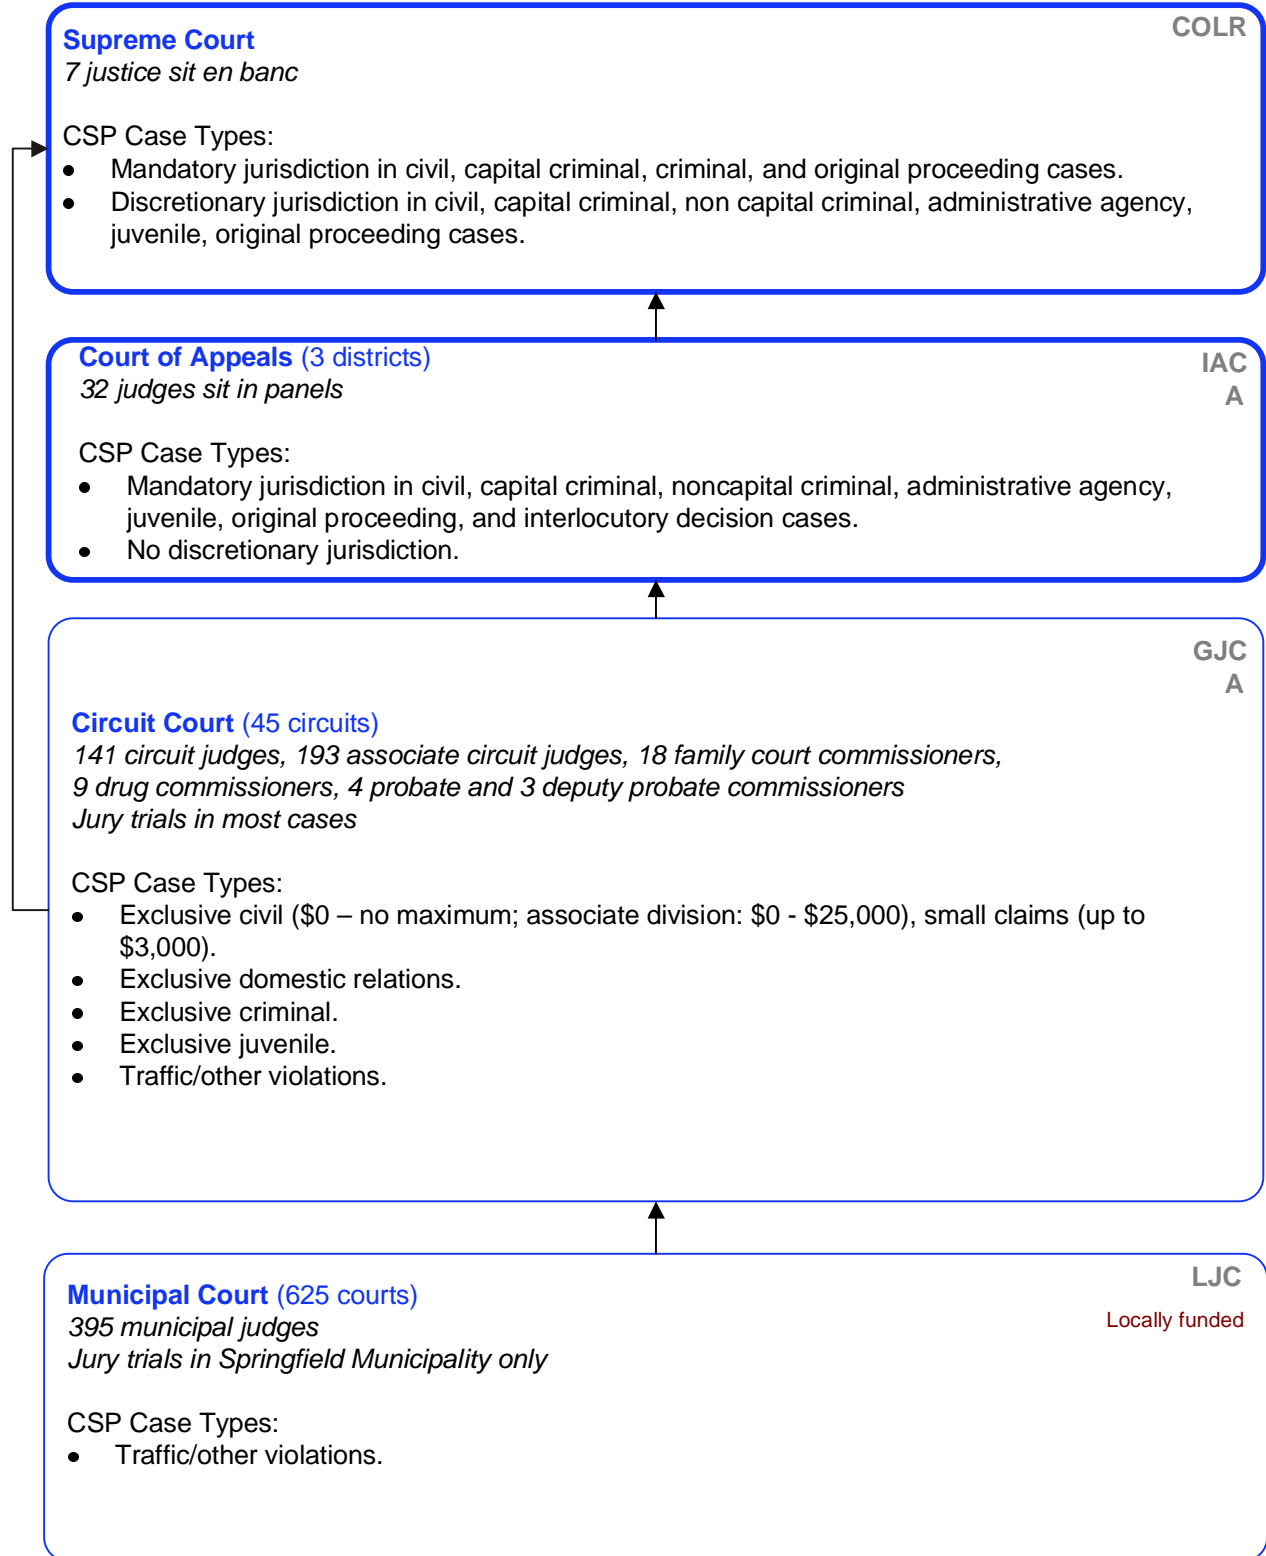 COLR
Supreme Court
7 justice sit en banc
CSP Case Types:
● Mandatory jurisdiction in civil, capital criminal, criminal, and original proceeding cases.
● Discretionary jurisdiction in civil, capital criminal, non capital criminal, administrative agency,
juvenile, original proceeding cases.
Court of Appeals (3 districts)
IAC
32 judges sit in panels
A
CSP Case Types:
● Mandatory jurisdiction in civil, capital criminal, noncapital criminal, administrative agency,
juvenile, original proceeding, and interlocutory decision cases.
● No discretionary jurisdiction.
GJC
A
Circuit Court (45 circuits)
141 circuit judges, 193 associate circuit judges, 18 family court commissioners,
9 drug commissioners, 4 probate and 3 deputy probate commissioners
Jury trials in most cases
CSP Case Types:
● Exclusive civil ($0 – no maximum; associate division: $0 - $25,000), small claims (up to
$3,000).
● Exclusive domestic relations.
● Exclusive criminal.
● Exclusive juvenile.
● Traffic/other violations.
LJC
Municipal Court (625 courts)
Locally funded
395 municipal judges
Jury trials in Springfield Municipality only
CSP Case Types:
● Traffic/other violations.